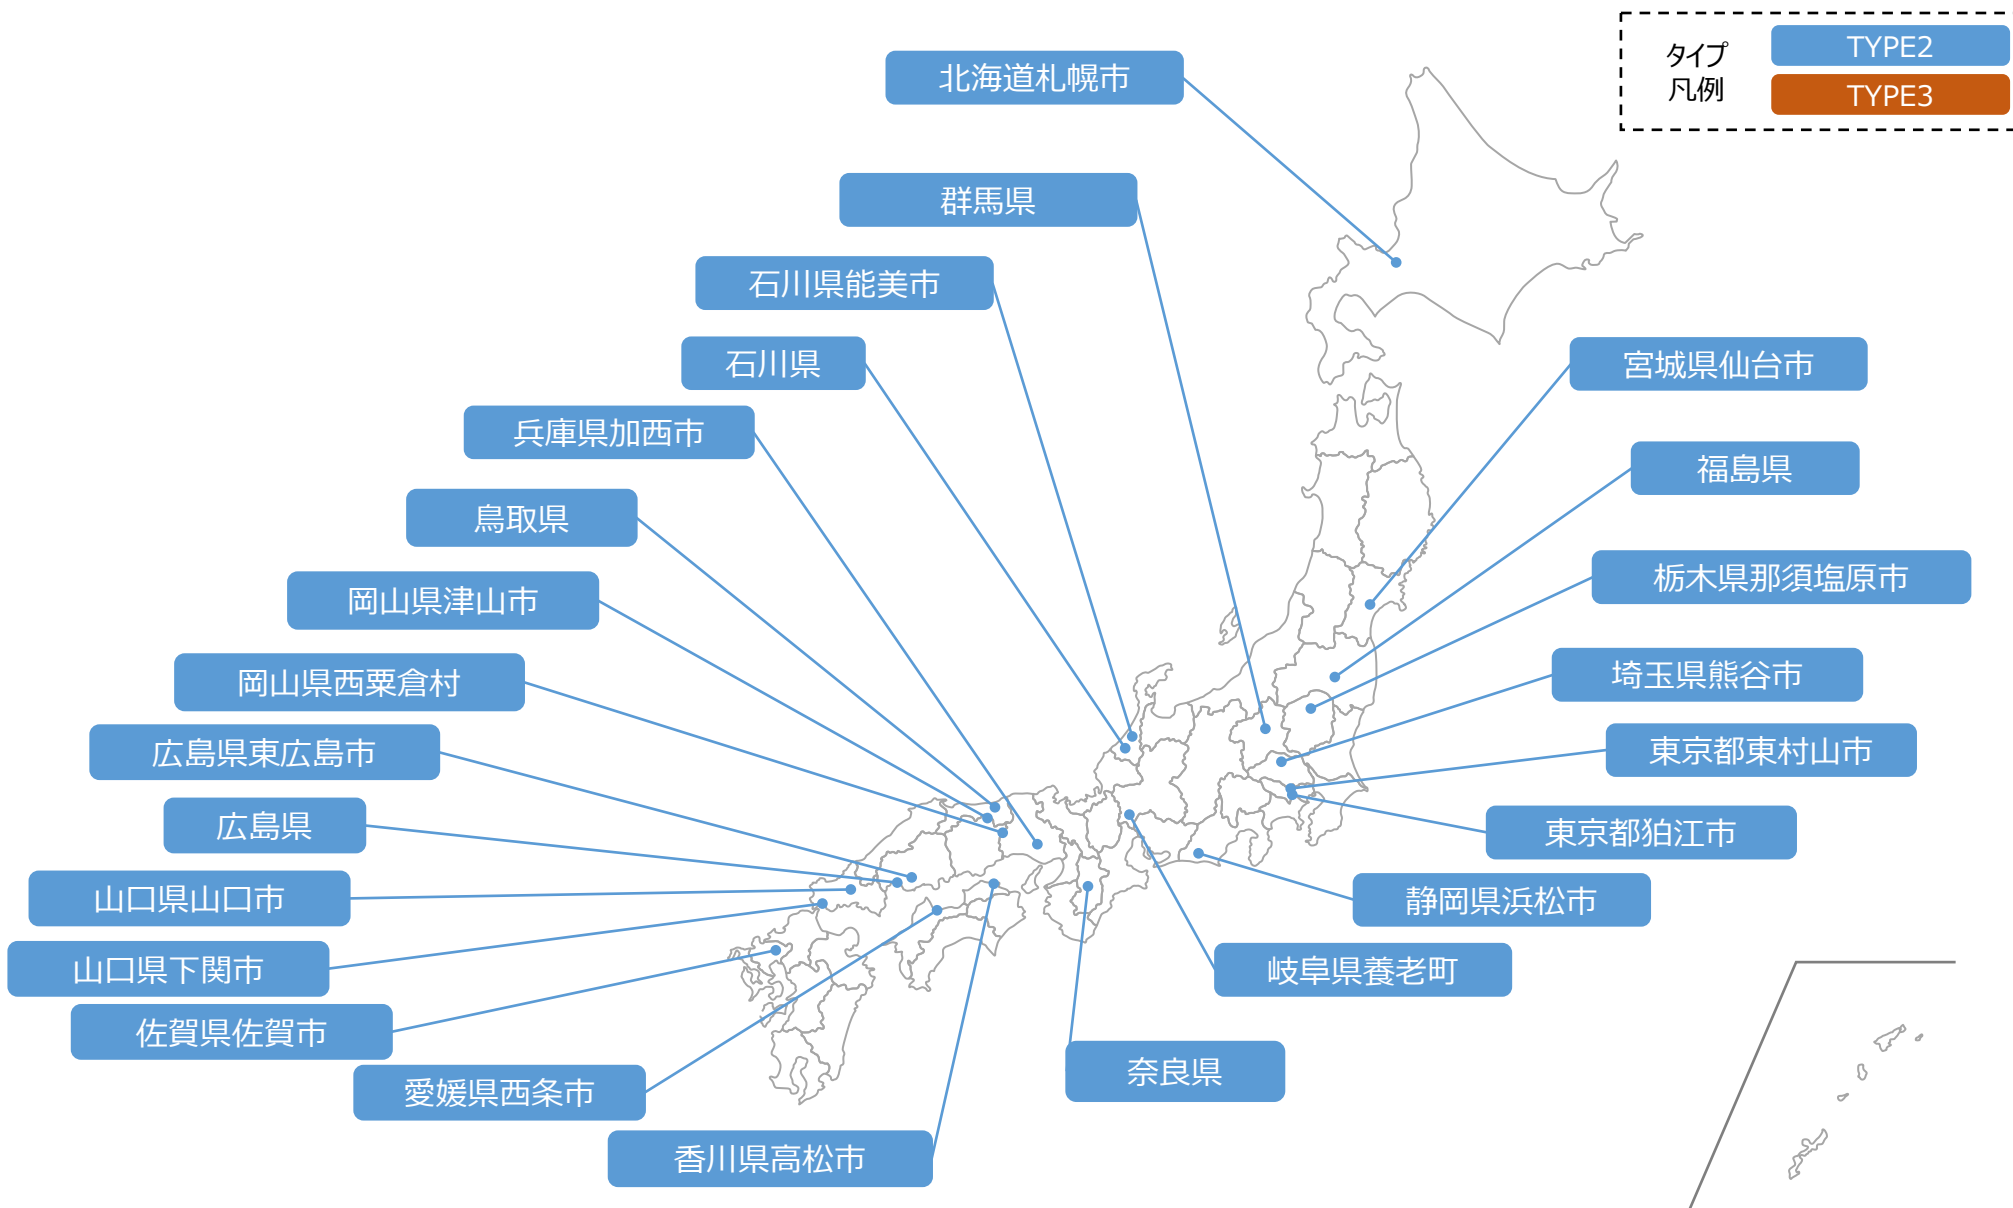 タイプ
凡例
TYPE2
TYPE3
北海道札幌市
群馬県
石川県能美市
石川県
兵庫県加西市
鳥取県
岡山県津山市
岡山県西粟倉村
広島県東広島市
広島県
山口県山口市
山口県下関市
佐賀県佐賀市
愛媛県西条市
香川県高松市
宮城県仙台市
福島県
栃木県那須塩原市
埼玉県熊谷市
東京都東村山市
東京都狛江市
静岡県浜松市
岐阜県養老町
奈良県